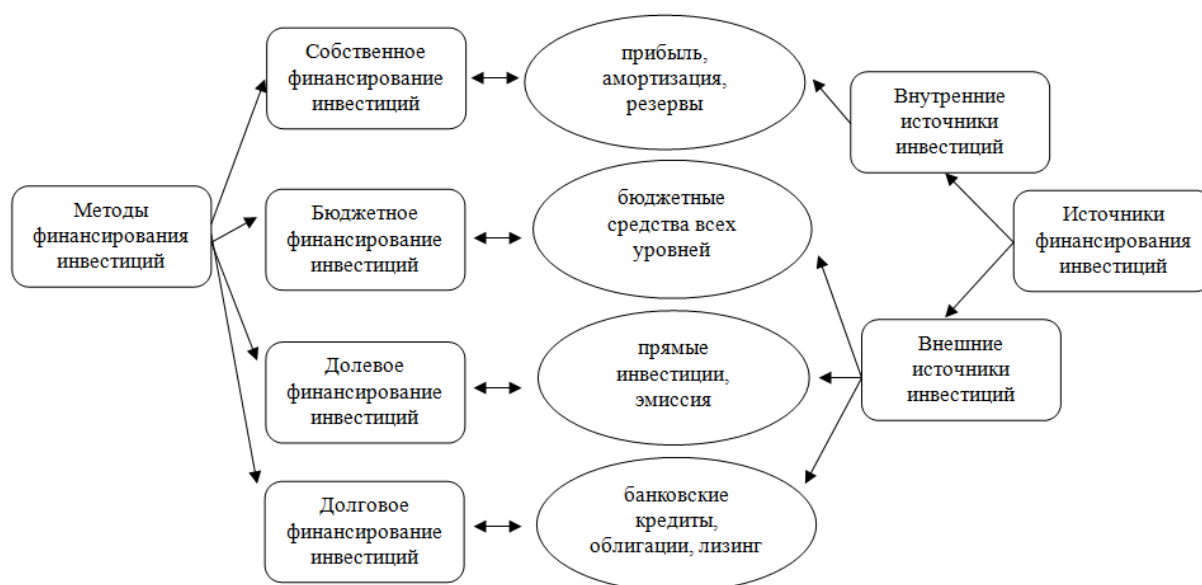 Методы
финансирования
инвестиций
Собственное
финансирование
инвестиций
Бюджетное
финансирование
инвестиций
Долевое
финансирование
инвестиций
Долговое
финансирование
инвестиций
прибыль,
амортизация,
резервы
бюджетные
средства всех
уровней
прямые
инвестиции,
эмиссия
банковские
кредиты,
облигации, лизинг
Внутренние
источники
инвестиций
Внешние
источники
инвестиций
Источники
финансирования
инвестиций